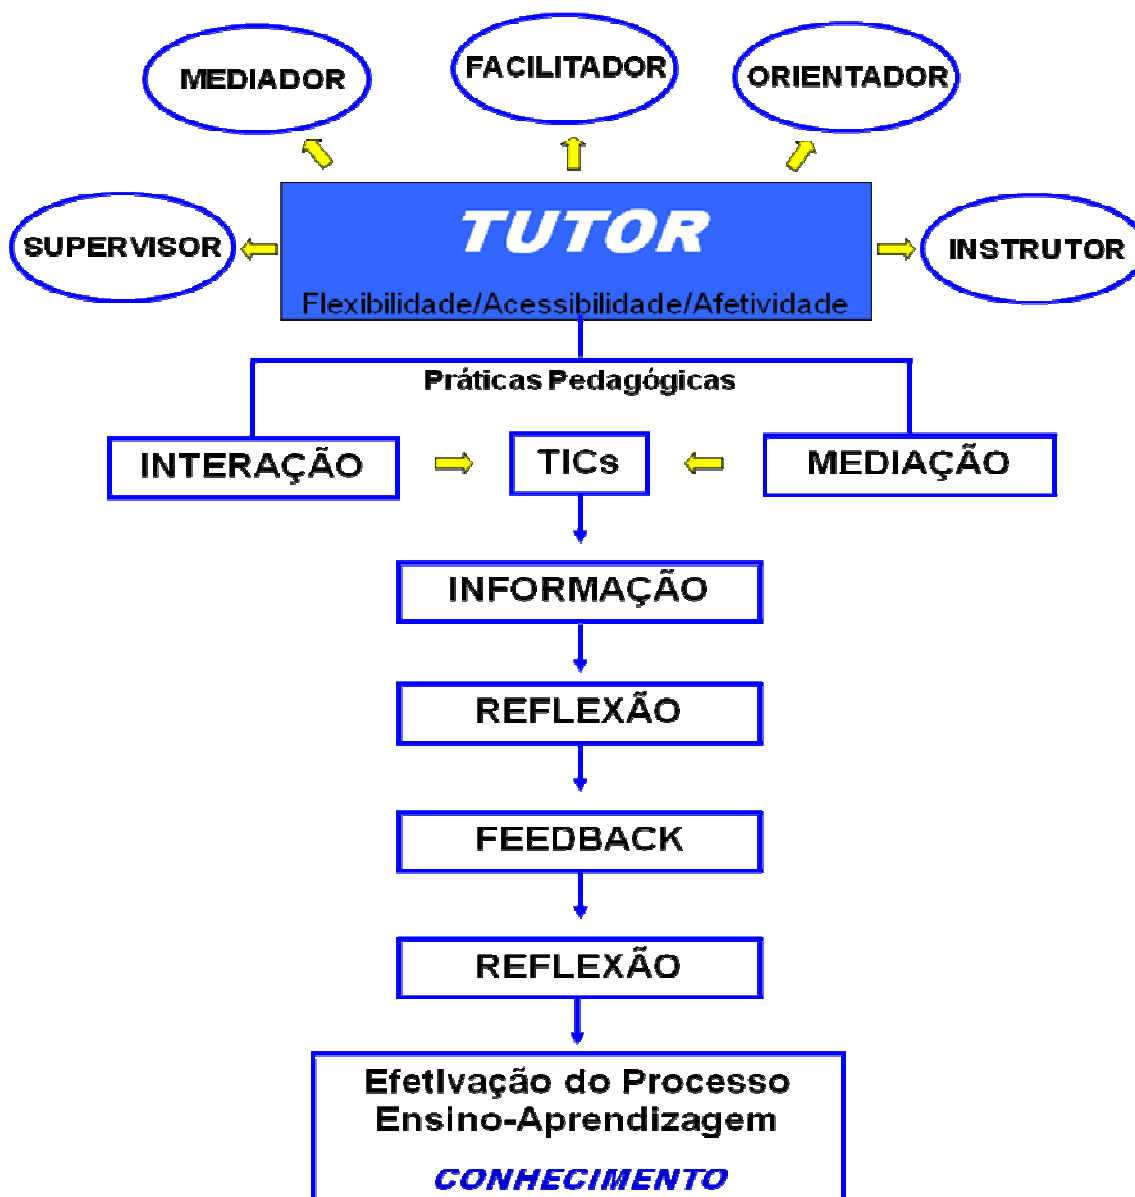 MEDIADOR
FACILITADOR
ORIENTADOR
SUPERVISOR
TUTOR
INSTRUTOR
Flexibilidade/Acessibilidade/Afetividade
Práticas Pedagógicas
INTERAÇÃO
TICs
MEDIAÇÃO
INFORMAÇÃO
REFLEXÃO
FEEDBACK
REFLEXÃO
Efetivação do Processo
Ensino-Aprendizagem
CONHECIMENTO